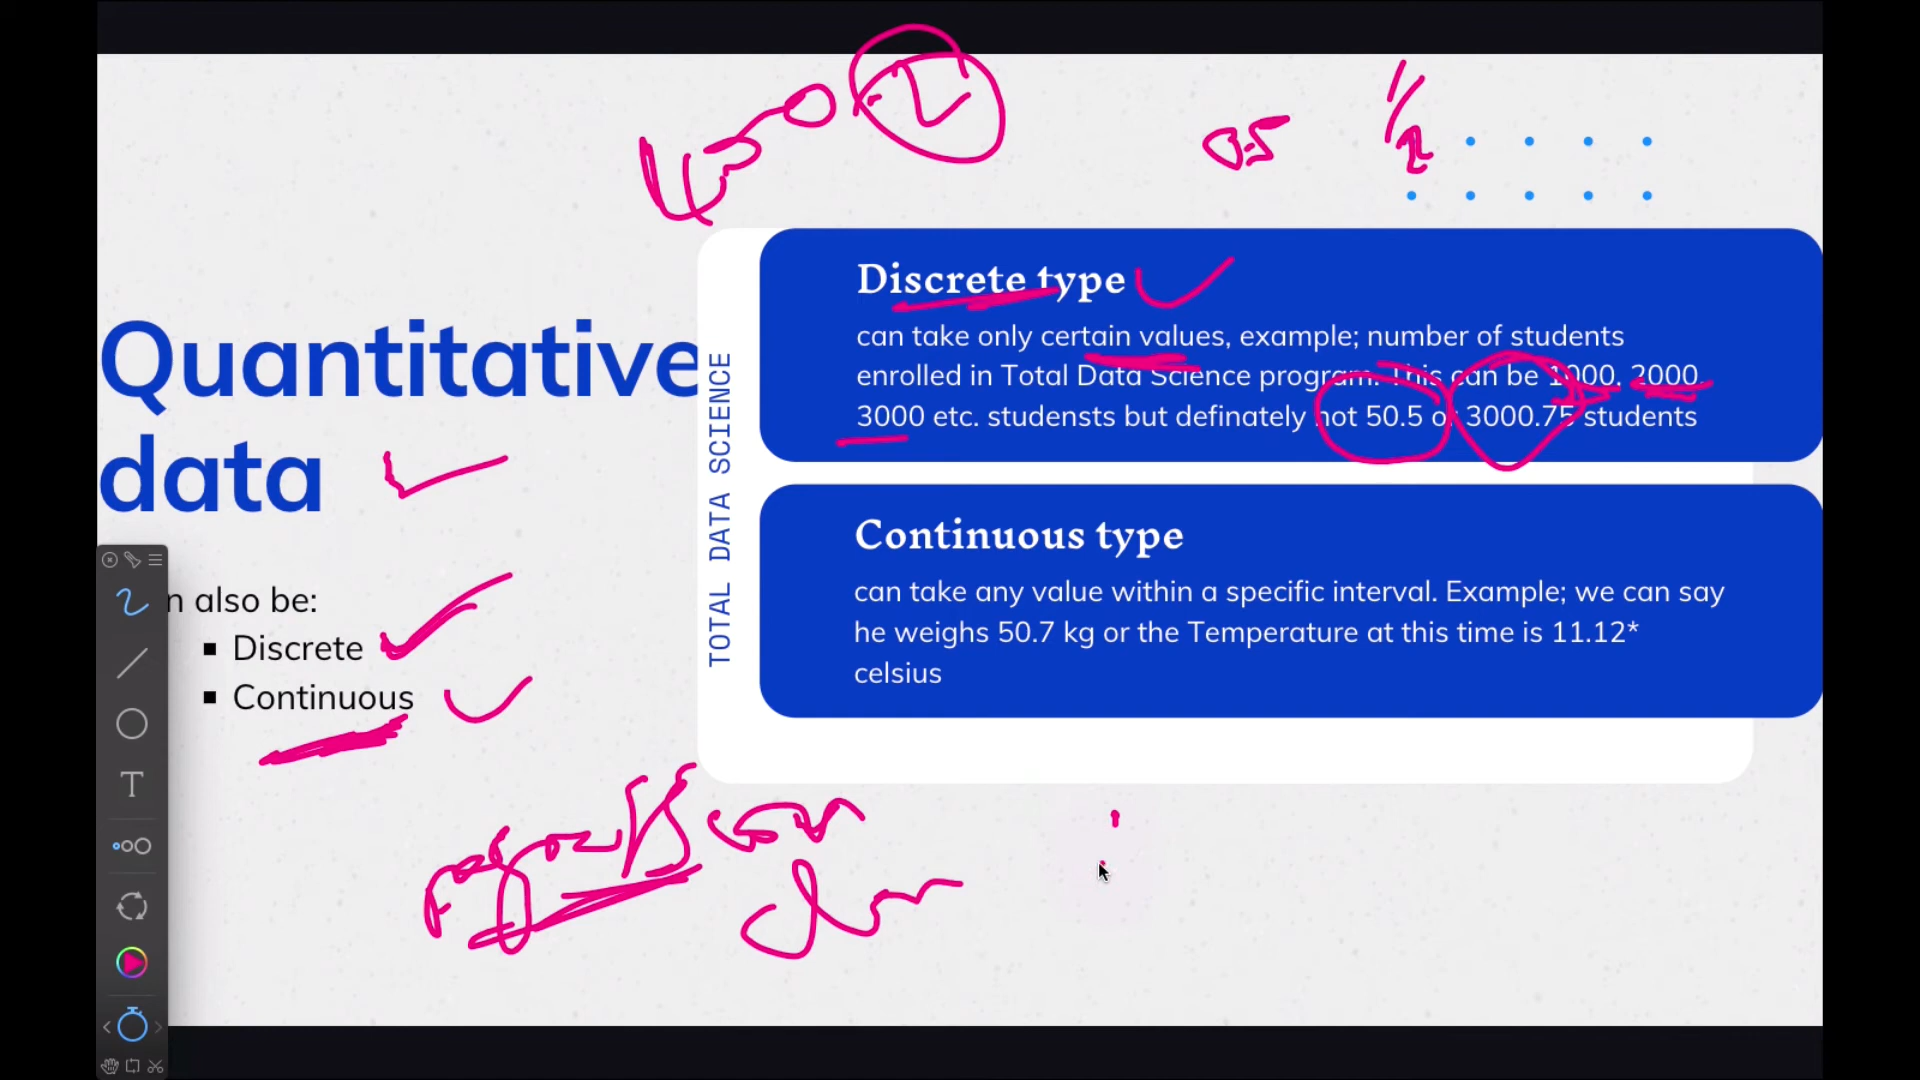 0.5
1/2
Quantitative
data
n also be:
Discrete
Continuous
TOTAL DATA SCIENCE
Discrete type
can take only certain values, example; number of students
enrolled in Total Data Science program. This can be 1000, 2000,
3000 etc. studensts but definately not 50.5 or 3000.75 students
Continuous type
can take any value within a specific interval. Example; we can say
he weighs 50.7 kg or the Temperature at this time is 11.12*
celsius
T